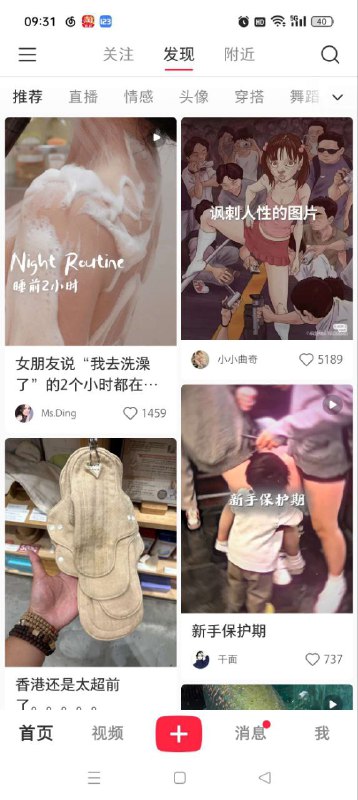 09:31
淘
123
HD
5G
40
关注 发现 附近
推荐 直播 情感 头像 穿搭 舞蹈
Night Routine
睡前2小时
女朋友说“我去洗澡
了”的2个小时都在…
Ms.Ding 1459
讽刺人性的图片
小小曲奇 5189
香港还是太超前
了。。。。。
新手保护期
新手保护期
千面 737
首页 视频 消息 我